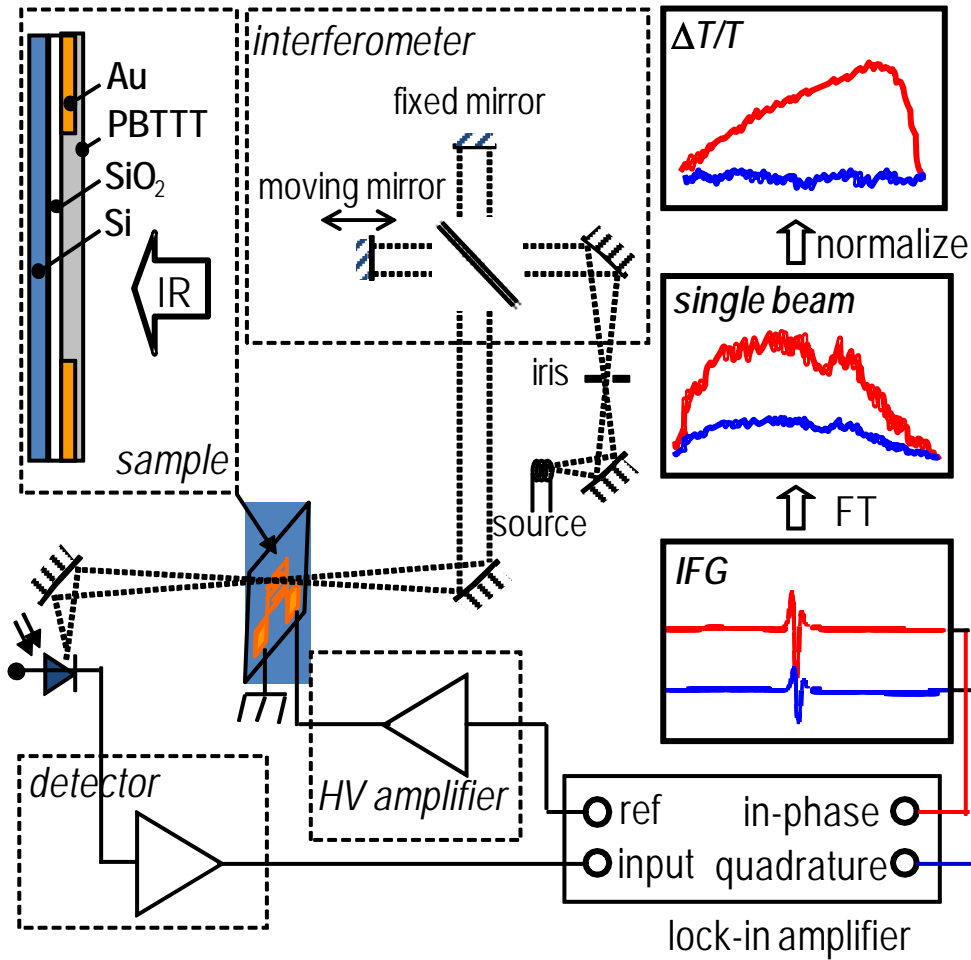 Au
PBTTT
SiO2
Si
IR
sample
interferometer
fixed mirror
moving mirror
iris
source
ΔT/T
normalize
single beam
FT
IFG
detector
HV amplifier
ref
in-phase
input
quadrature
lock-in amplifier